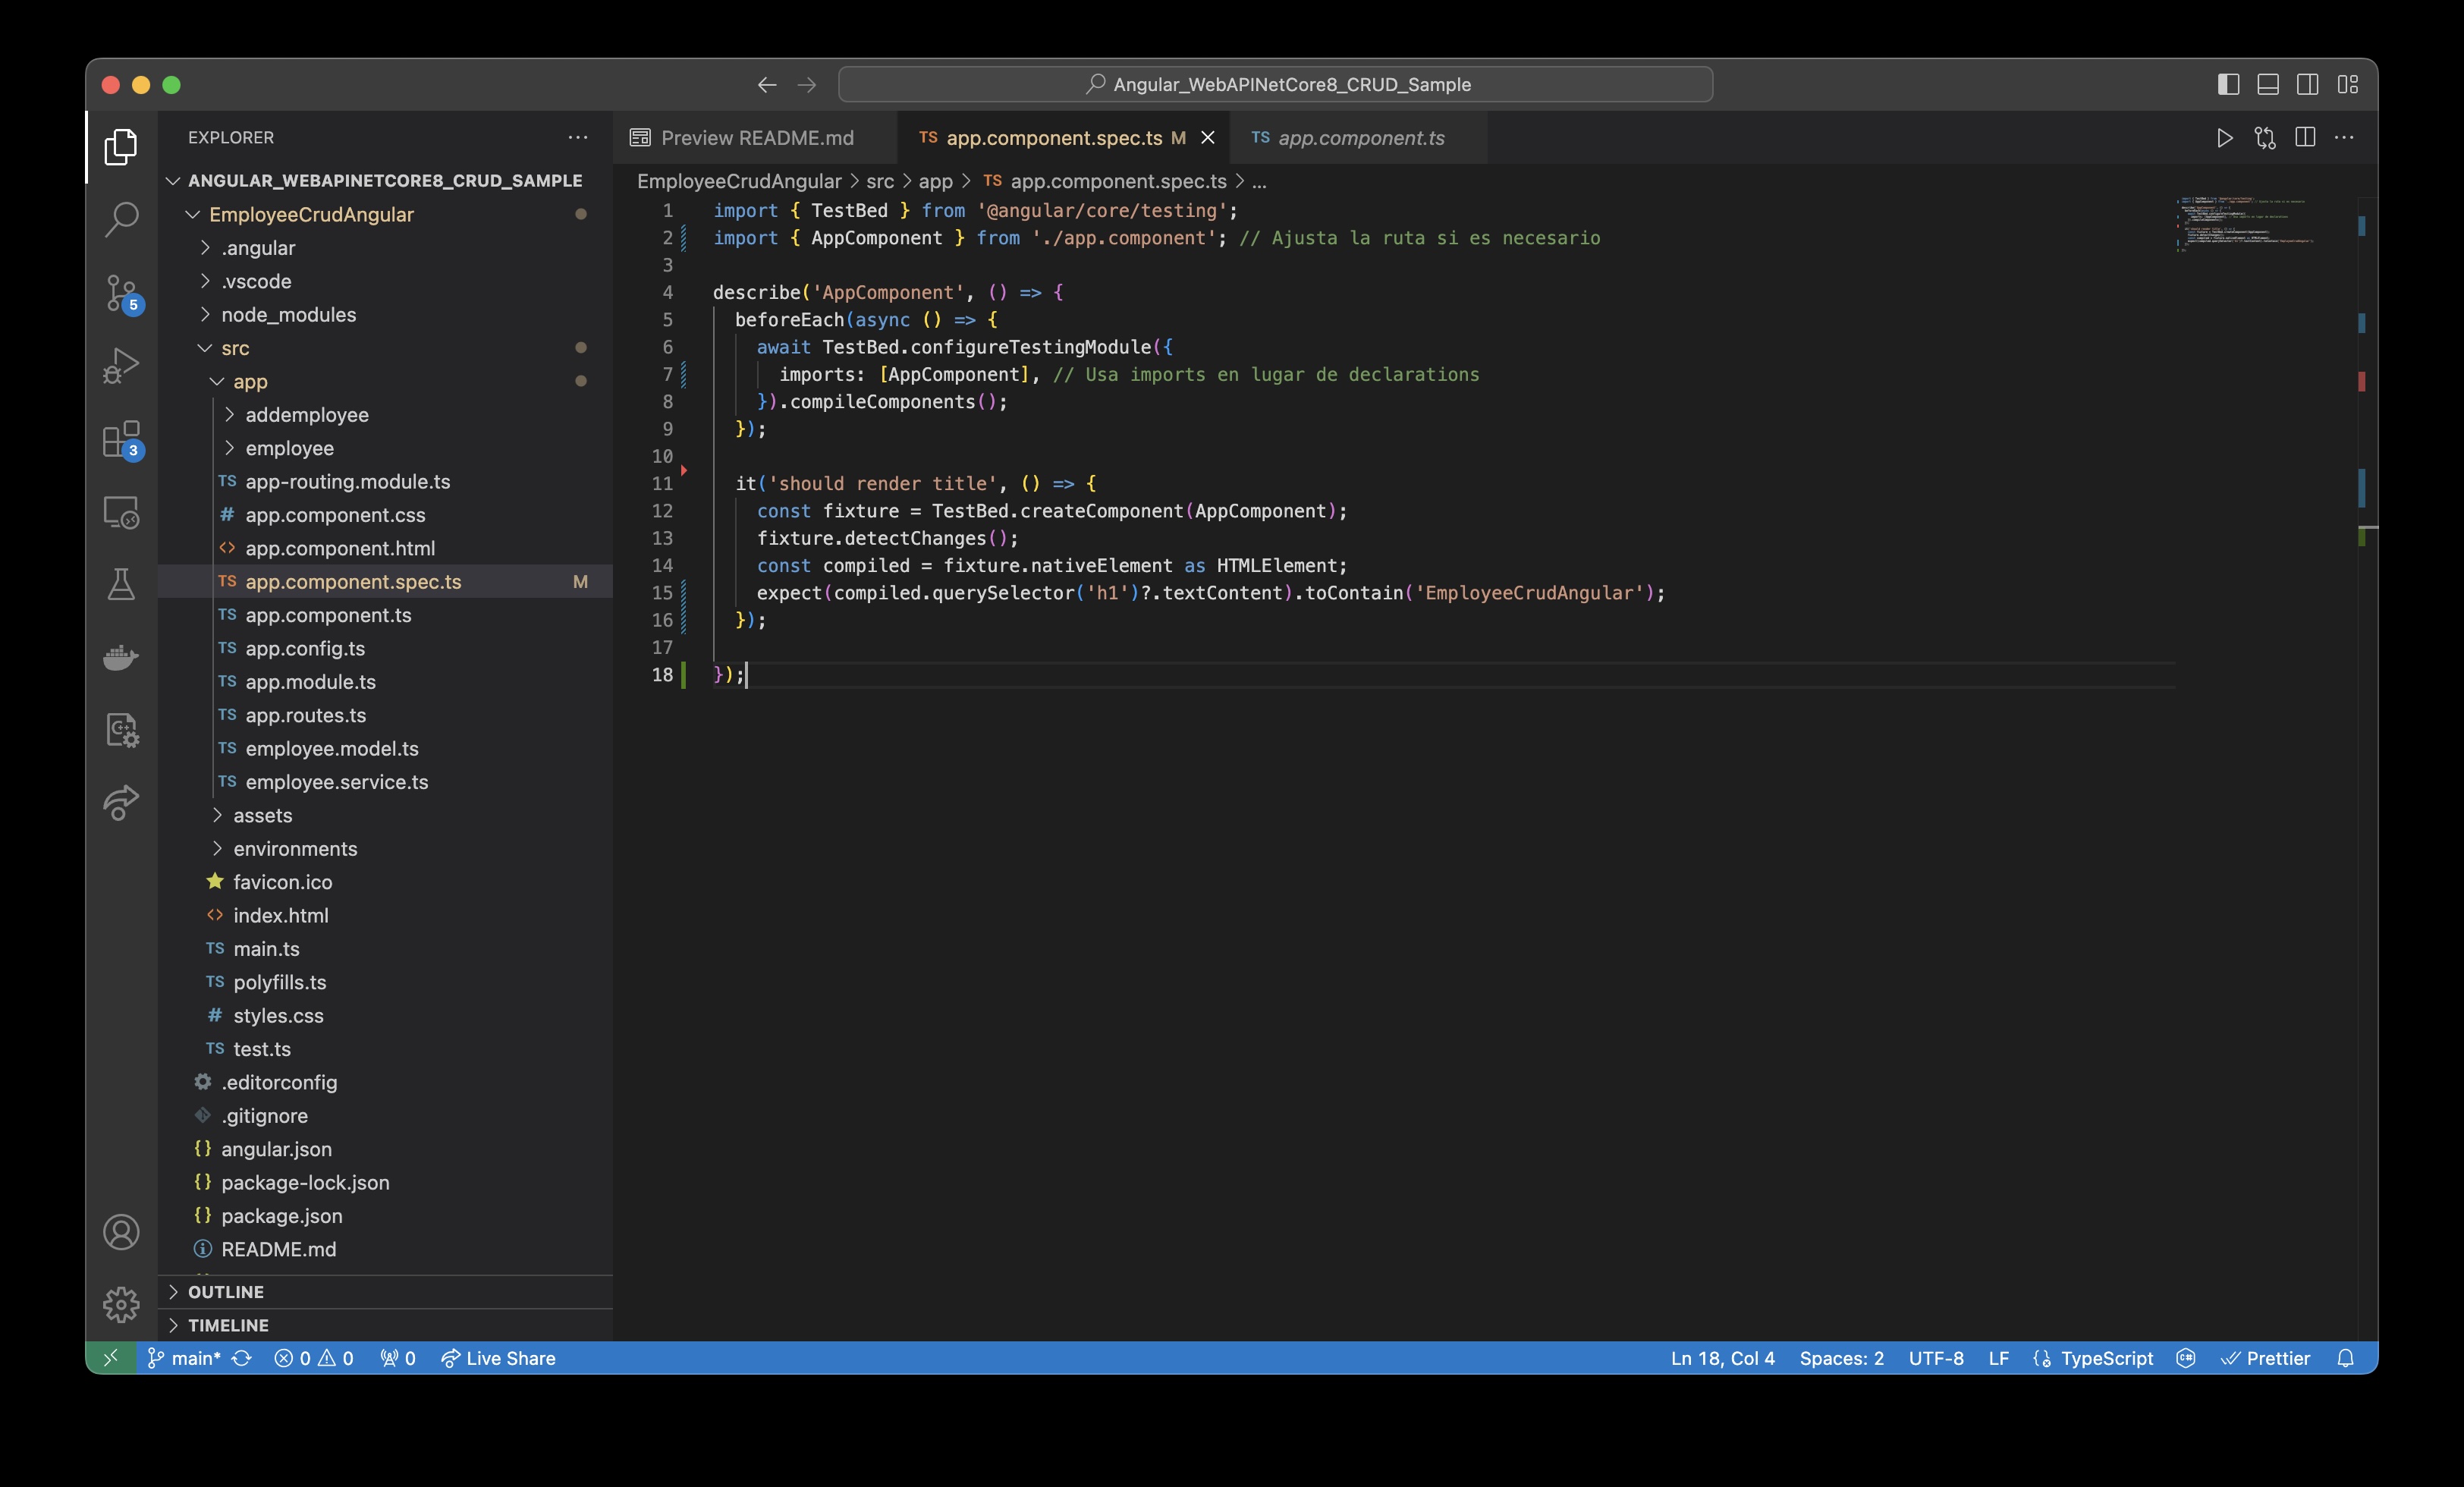 Angular_WebAPINetCore8_CRUD_Sample
EXPLORER
ANGULAR_WEBAPINETCORE8_CRUD_SAMPLE
EmployeeCrudAngular
.angular
.vscode
node_modules
src
app
addemployee
employee
TS app-routing.module.ts
# app.component.css
<> app.component.html
TS app.component.spec.ts M
TS app.component.ts
TS app.config.ts
TS app.module.ts
TS app.routes.ts
TS employee.model.ts
TS employee.service.ts
assets
environments
favicon.ico
<> index.html
TS main.ts
TS polyfills.ts
# styles.css
TS test.ts
.editorconfig
.gitignore
{} angular.json
{} package-lock.json
{} package.json
README.md
OUTLINE
TIMELINE
5
3
Preview README.md
TS app.component.spec.ts M
TS app.component.ts
EmployeeCrudAngular > src > app > TS app.component.spec.ts > ...
1 import { TestBed } from '@angular/core/testing';
2 import { AppComponent } from './app.component'; // Ajusta la ruta si es necesario
3
4 describe('AppComponent', () => {
5 beforeEach(async () => {
6 await TestBed.configureTestingModule({
7 imports: [AppComponent], // Usa imports en lugar de declarations
8 }).compileComponents();
9 });
10
11 it('should render title', () => {
12 const fixture = TestBed.createComponent(AppComponent);
13 fixture.detectChanges();
14 const compiled = fixture.nativeElement as HTMLElement;
15 expect(compiled.querySelector('h1')?.textContent).toContain('EmployeeCrudAngular');
16 });
17
18 });
main* 0 0 0 Live Share
Ln 18, Col 4 Spaces: 2 UTF-8 LF TypeScript Prettier